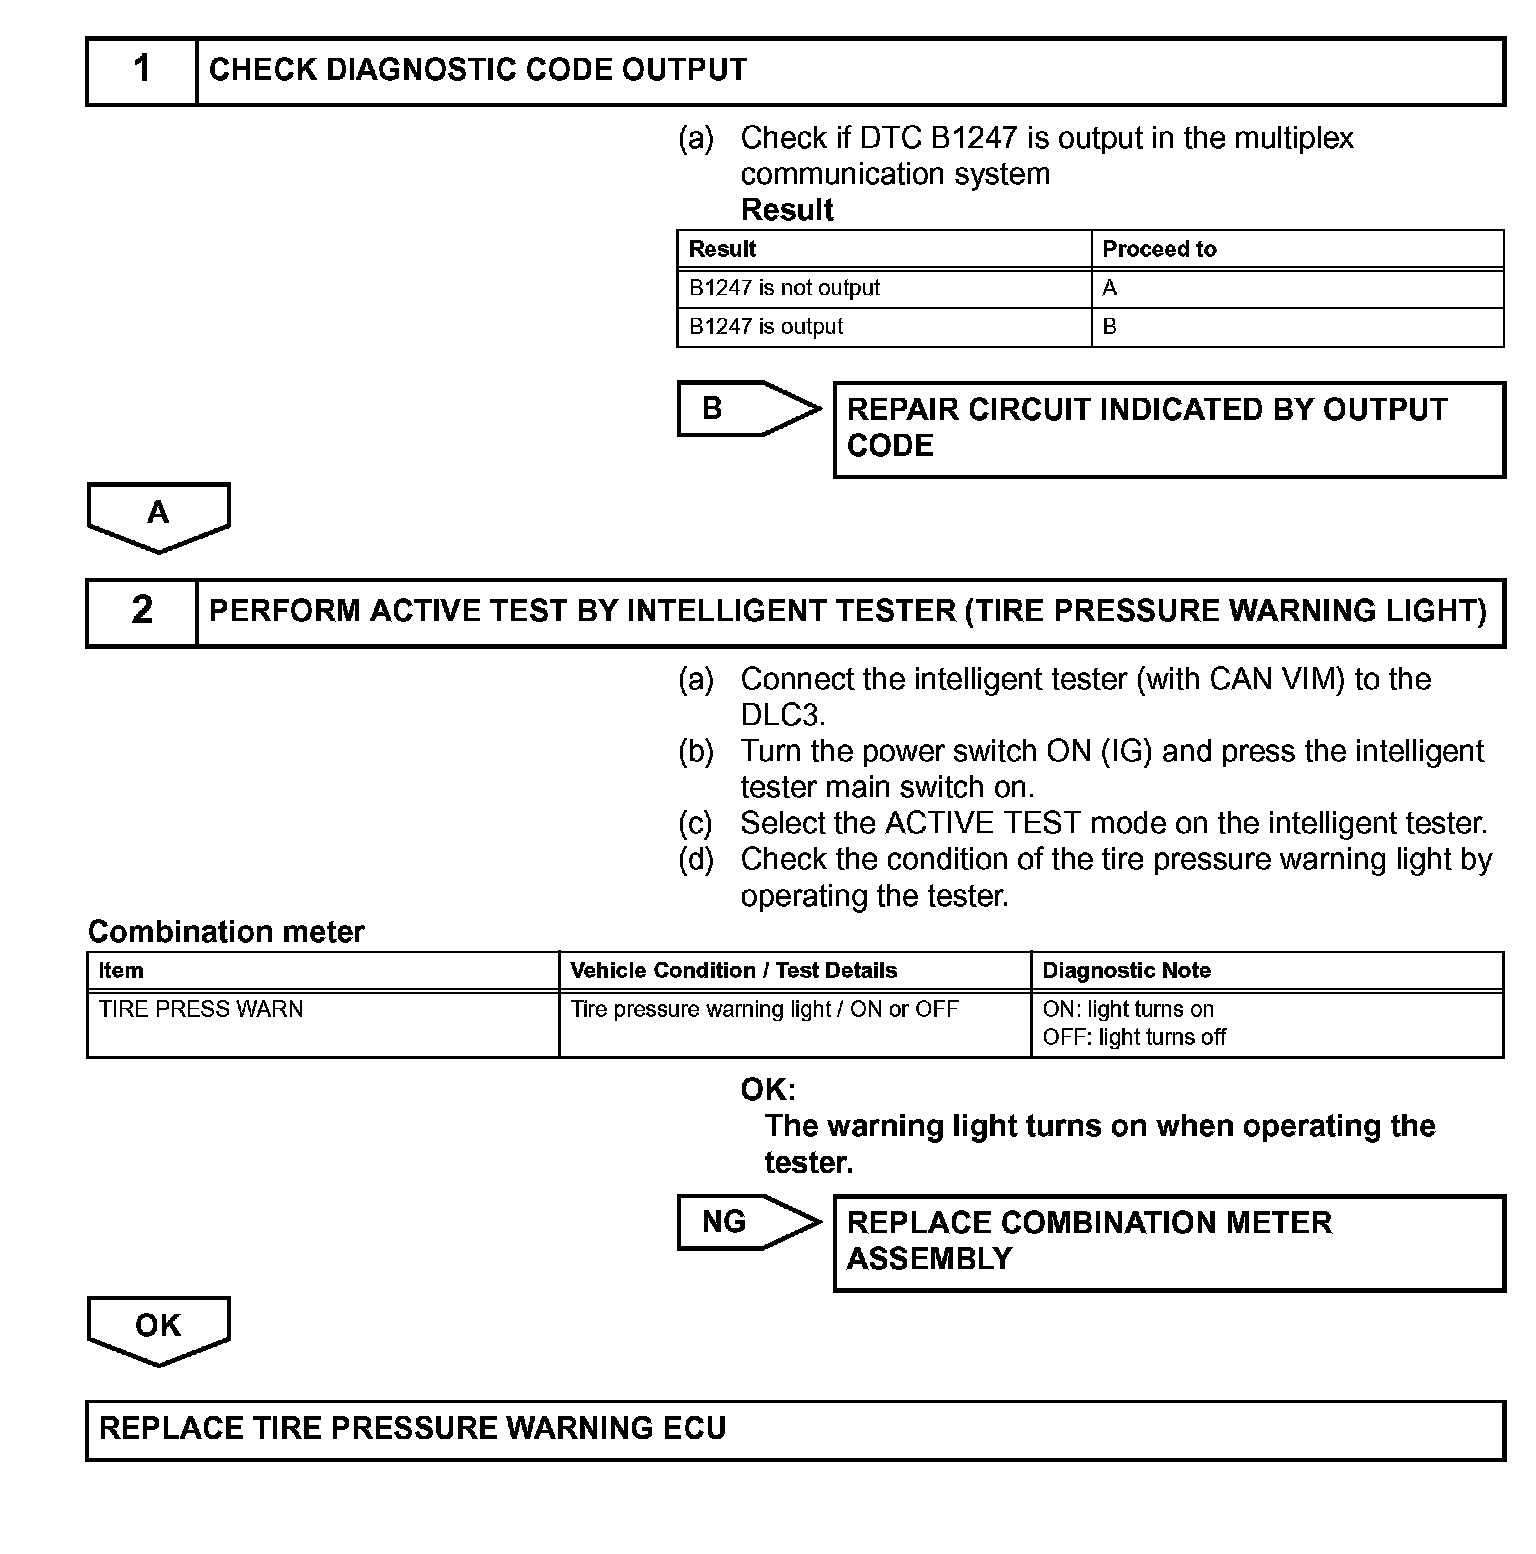 1 CHECK DIAGNOSTIC CODE OUTPUT
(a) Check if DTC B1247 is output in the multiplex
communication system
Result
Result Proceed to
B1247 is not output A
B1247 is output B
B REPAIR CIRCUIT INDICATED BY OUTPUT
CODE
A
2 PERFORM ACTIVE TEST BY INTELLIGENT TESTER (TIRE PRESSURE WARNING LIGHT)
(a) Connect the intelligent tester (with CAN VIM) to the
DLC3.
(b) Turn the power switch ON (IG) and press the intelligent
tester main switch on.
(c) Select the ACTIVE TEST mode on the intelligent tester.
(d) Check the condition of the tire pressure warning light by
operating the tester.
Combination meter
Item Vehicle Condition / Test Details Diagnostic Note
TIRE PRESS WARN Tire pressure warning light / ON or OFF ON: light turns on
OFF: light turns off
OK:
The warning light turns on when operating the
tester.
NG REPLACE COMBINATION METER
ASSEMBLY
OK
REPLACE TIRE PRESSURE WARNING ECU